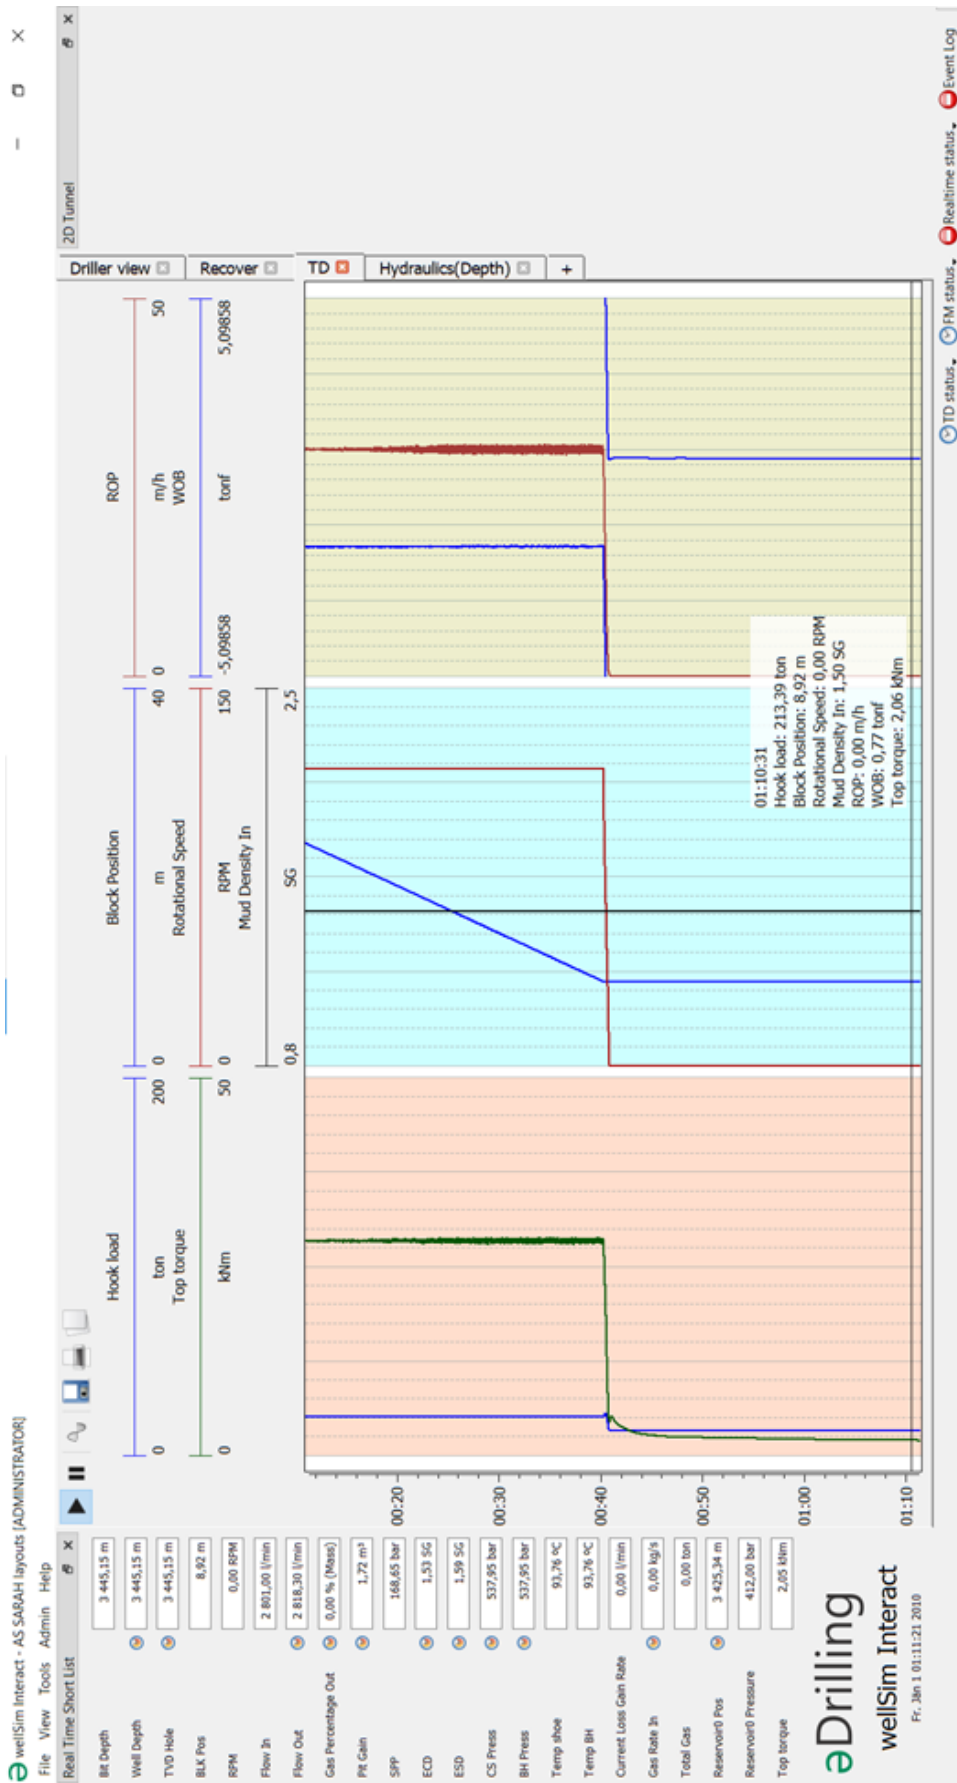 wellSim Interact - AS SARAH layouts [ADMINISTRATOR]
File View Tools Admin Help
Real Time Short List
Bit Depth 3 445,15 m
Well Depth 3 445,15 m
TVD Hole 3 445,15 m
BLK Pos 8,92 m
RPM 0,00 RPM
Flow In 2 801,00 l/min
Flow Out 2 818,30 l/min
Gas Percentage Out 0,00 % (Mass)
Pit Gain 1,72 m³
SPP 168,65 bar
ECD 1,53 SG
ESD 1,59 SG
CS Press 537,95 bar
BH Press 537,95 bar
Temp shoe 93,76 ºC
Temp BH 93,76 ºC
Current Loss Gain Rate 0,00 l/min
Gas Rate In 0,00 kg/s
Total Gas 0,00 ton
Reservoir0 Pos 3 425,34 m
Reservoir0 Pressure 412,00 bar
Top torque 2,05 kNm
eDrilling
wellSim Interact
Fr. Jan 1 01:11:21 2010
Hook load
0 ton 200
Top torque
0 kNm 50
Block Position
0 m 40
Rotational Speed
0 RPM 150
Mud Density In
0,8 SG 2,5
ROP
0 m/h 50
WOB
-5,09858 tonf 5,09858
2D Tunnel
Driller view
Recover
TD
Hydraulics(Depth)
+
00:20
00:30
00:40
00:50
01:00
01:10
01:10:31
Hook load: 213,39 ton
Block Position: 8,92 m
Rotational Speed: 0,00 RPM
Mud Density In: 1,50 SG
ROP: 0,00 m/h
WOB: 0,77 tonf
Top torque: 2,06 kNm
TD status FM status Realtime status Event Log